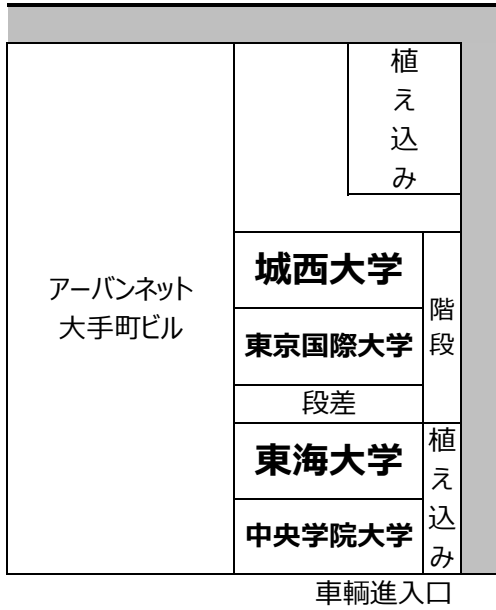 植え込み
アーバンネット
大手町ビル
城西大学
階段
東京国際大学
段差
東海大学
植え込み
中央学院大学
車輌進入口